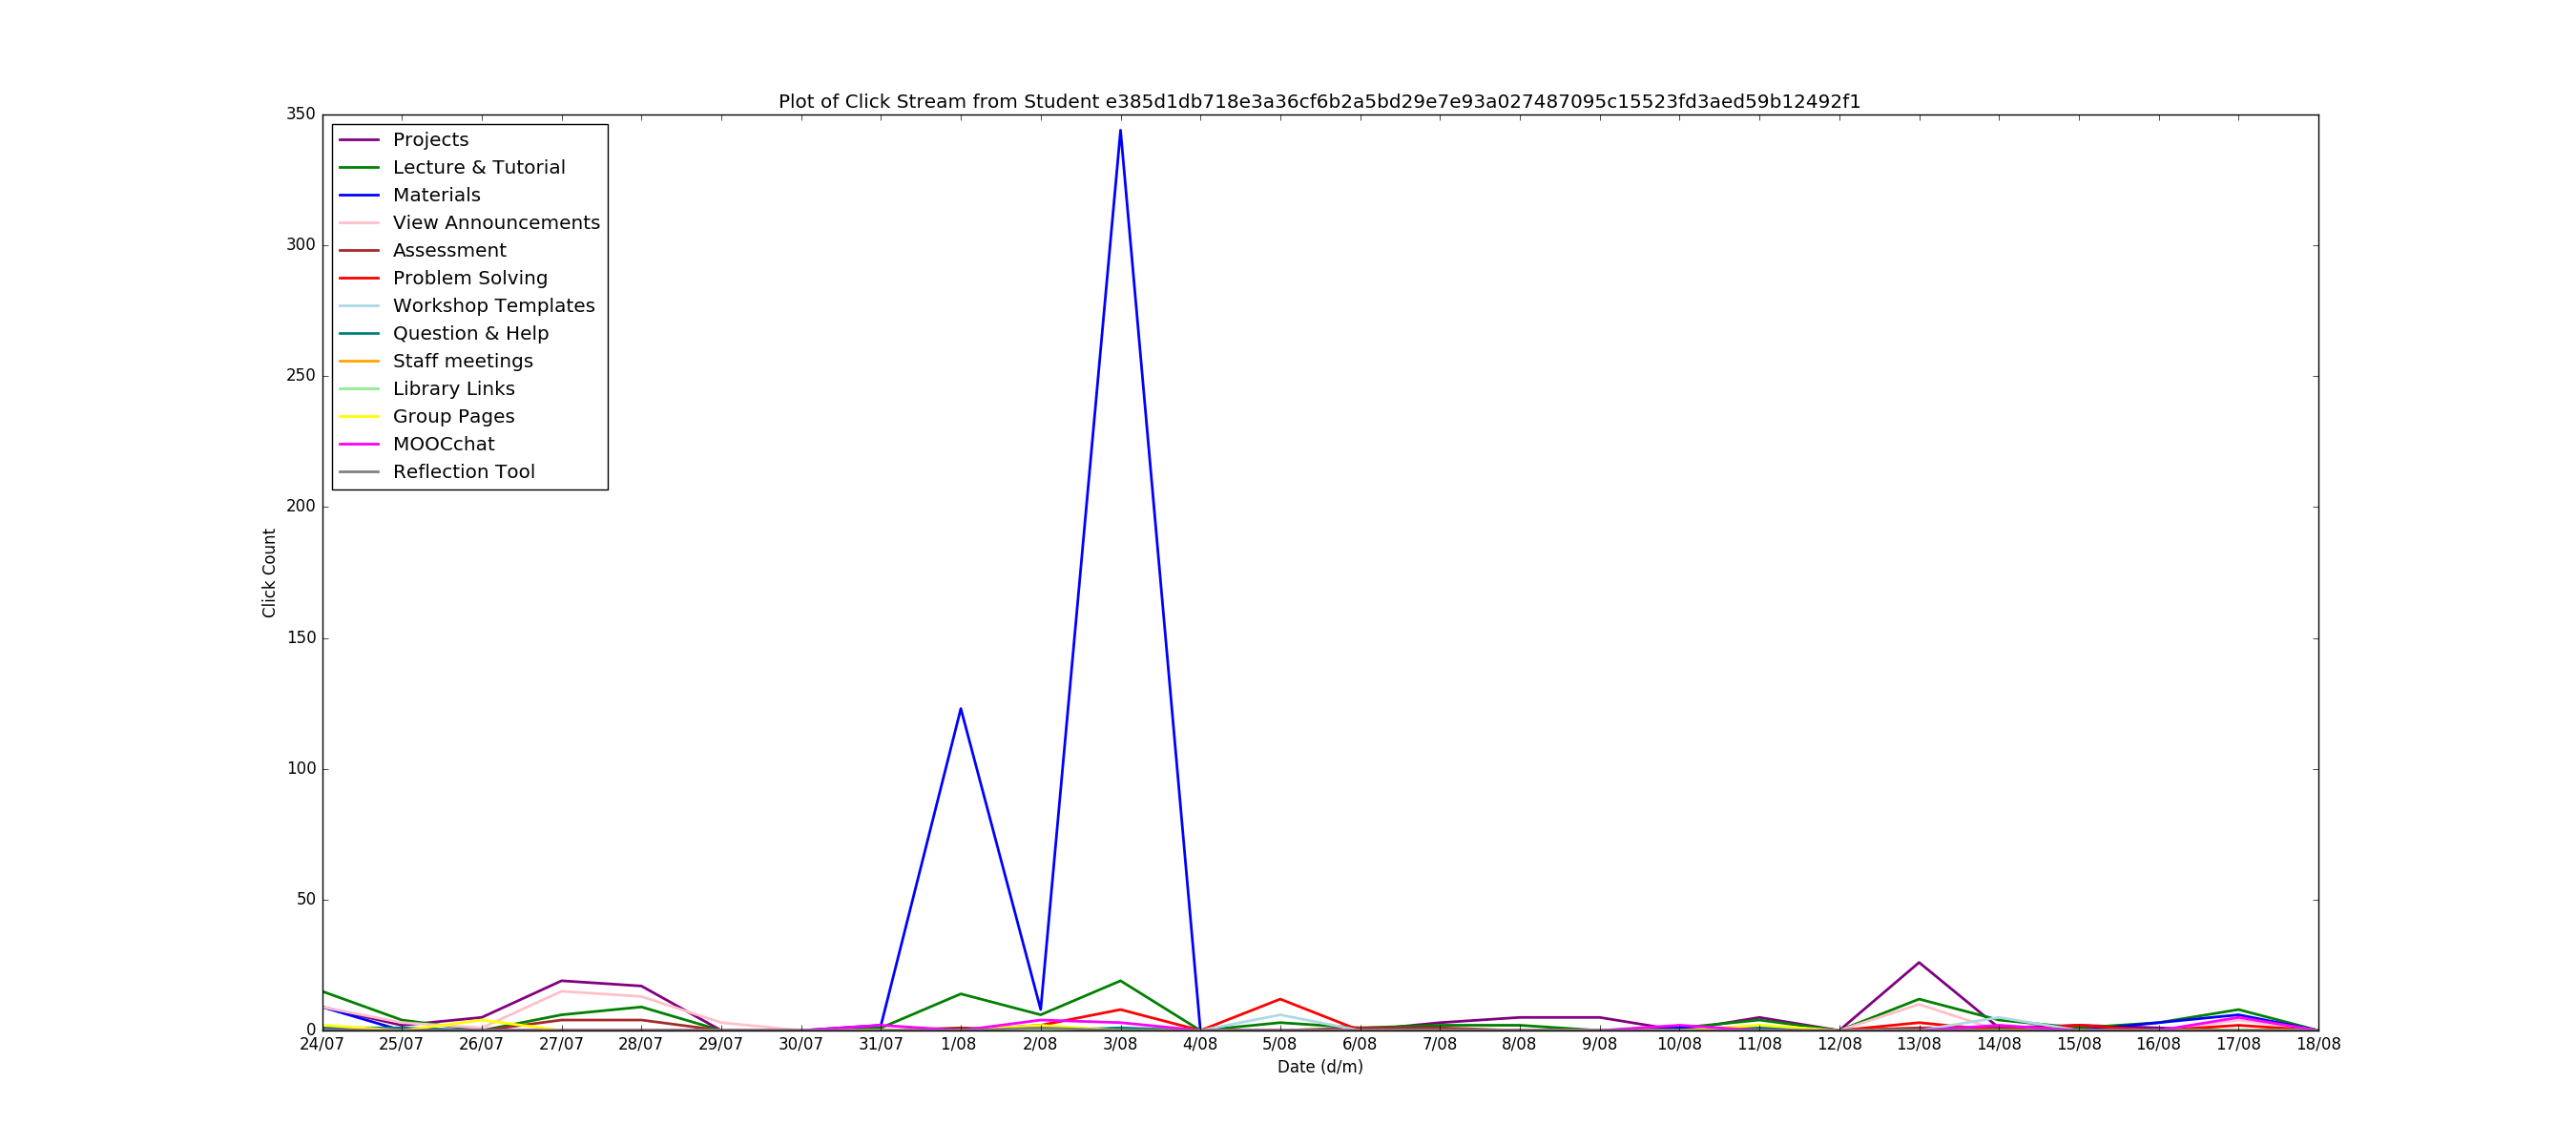 Plot of Click Stream from Student e385d1db718e3a36cf6b2a5bd29e7e93a027487095c15523fd3aed59b12492f1
350
300
250
200
150
100
50
0
Click Count
Projects
Lecture & Tutorial
Materials
View Announcements
Assessment
Problem Solving
Workshop Templates
Question & Help
Staff meetings
Library Links
Group Pages
MOOCchat
Reflection Tool
24/07 25/07 26/07 27/07 28/07 29/07 30/07 31/07 1/08 2/08 3/08 4/08 5/08 6/08 7/08 8/08 9/08 10/08 11/08 12/08 13/08 14/08 15/08 16/08 17/08 18/08
Date (d/m)